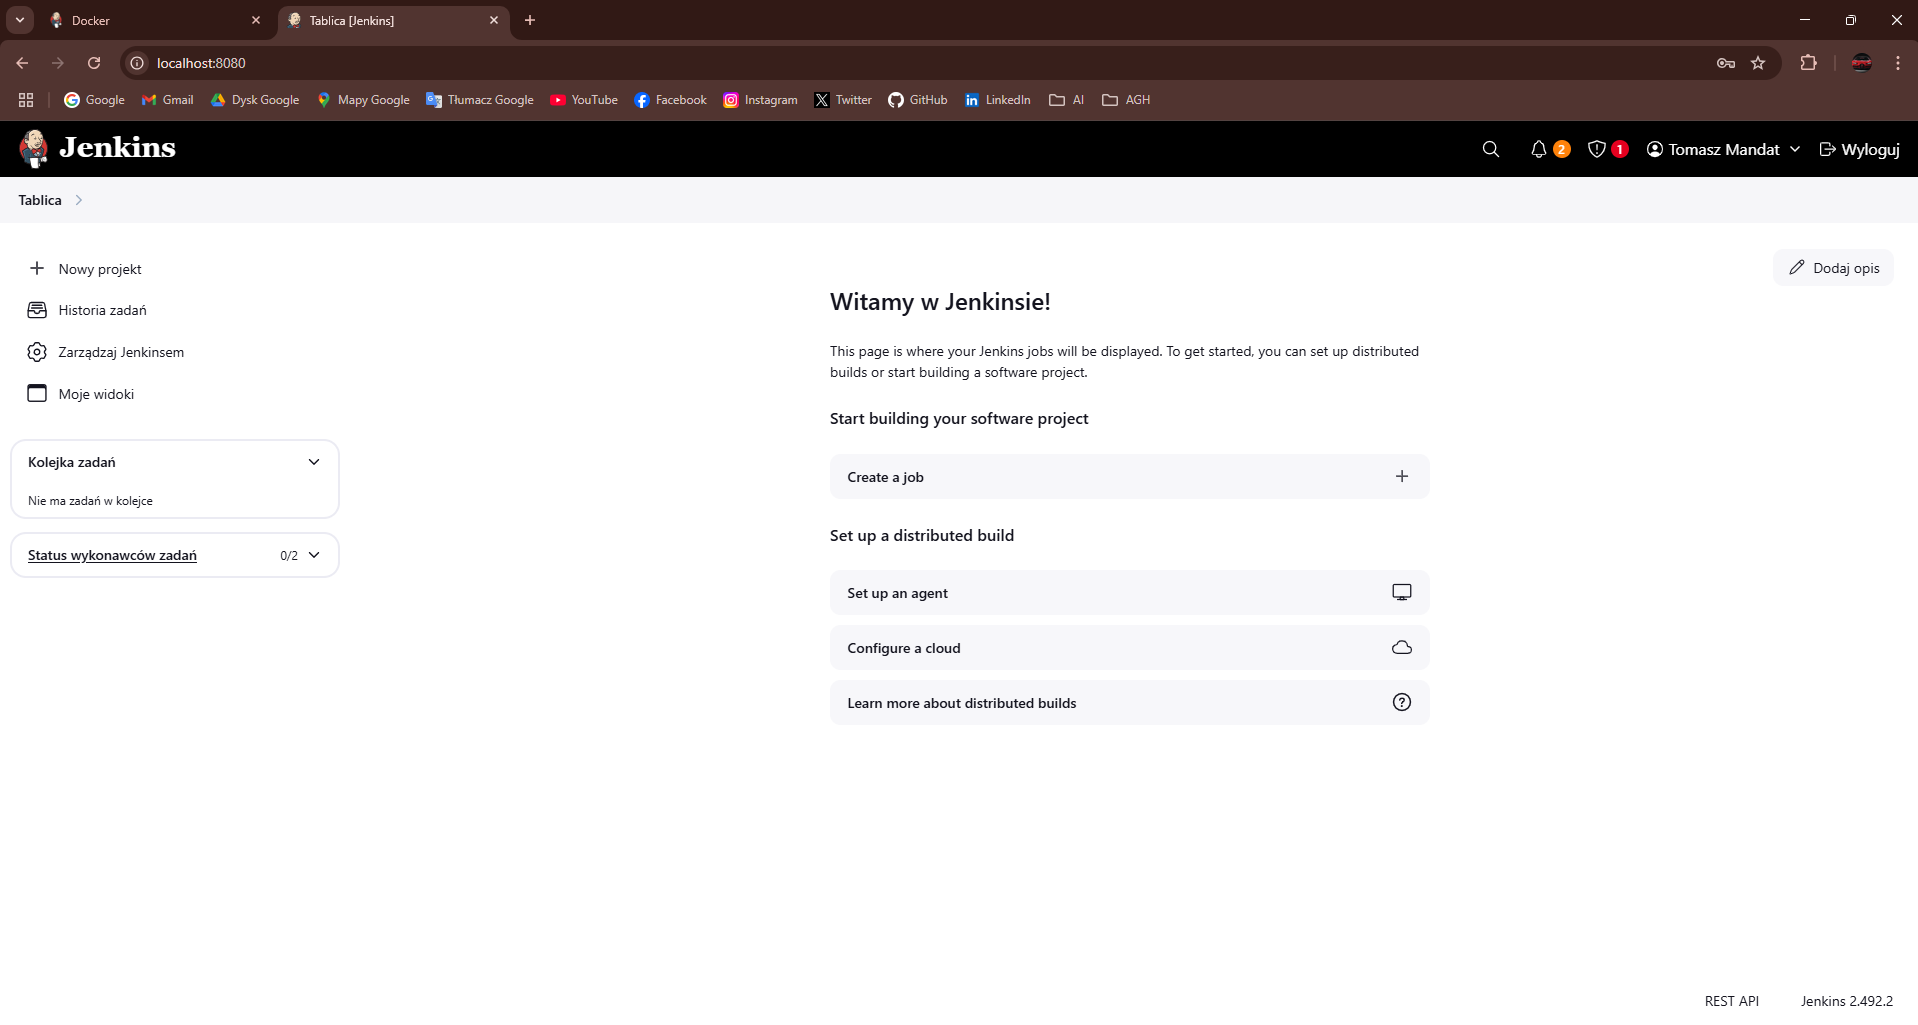 Docker
Tablica [Jenkins]
localhost:8080
Google
Gmail
Dysk Google
Mapy Google
Tłumacz Google
YouTube
Facebook
Instagram
Twitter
GitHub
LinkedIn
AI
AGH
Jenkins
2
1
Tomasz Mandat
Wyloguj
Tablica
Nowy projekt
Historia zadań
Zarządzaj Jenkinsem
Moje widoki
Kolejka zadań
Nie ma zadań w kolejce
Status wykonawców zadań
0/2
Dodaj opis
Witamy w Jenkinsie!
This page is where your Jenkins jobs will be displayed. To get started, you can set up distributed
builds or start building a software project.
Start building your software project
Create a job
Set up a distributed build
Set up an agent
Configure a cloud
Learn more about distributed builds
REST API
Jenkins 2.492.2